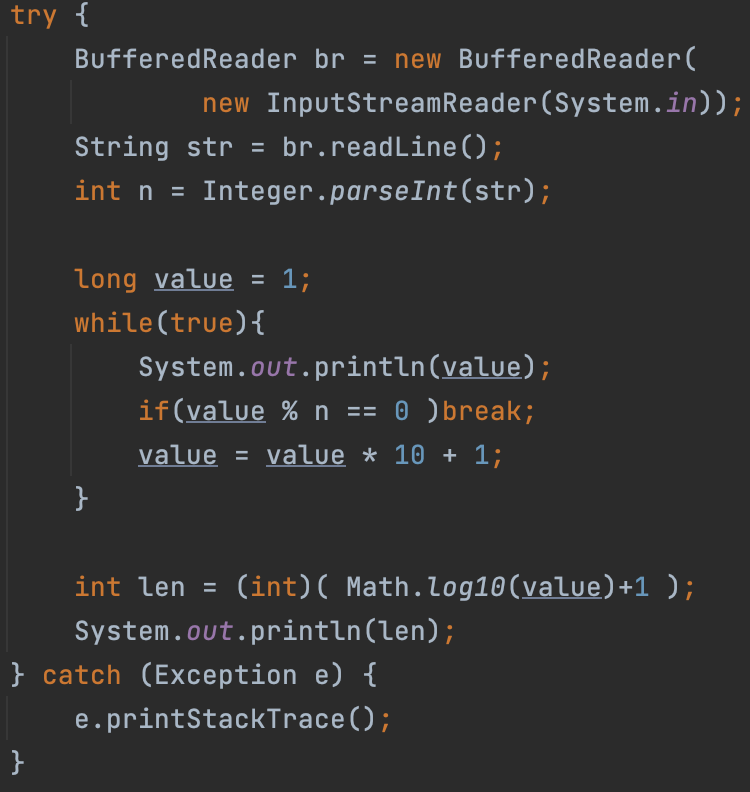 try {
    BufferedReader br = new BufferedReader(
            new InputStreamReader(System.in));
    String str = br.readLine();
    int n = Integer.parseInt(str);

    long value = 1;
    while(true){
        System.out.println(value);
        if(value % n == 0 )break;
        value = value * 10 + 1;
    }

    int len = (int)( Math.log10(value)+1 );
    System.out.println(len);
} catch (Exception e) {
    e.printStackTrace();
}